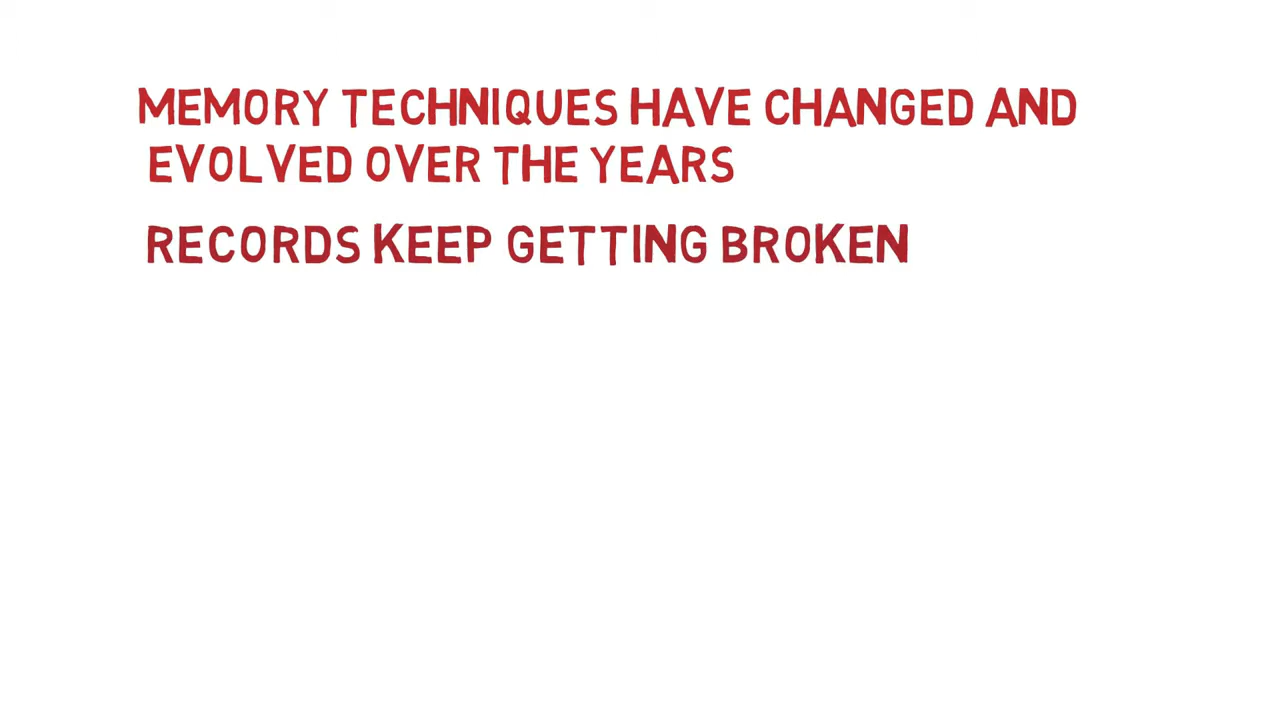 MEMORY TECHNIQUES HAVE CHANGED AND
EVOLVED OVER THE YEARS
RECORDS KEEP GETTING BROKEN